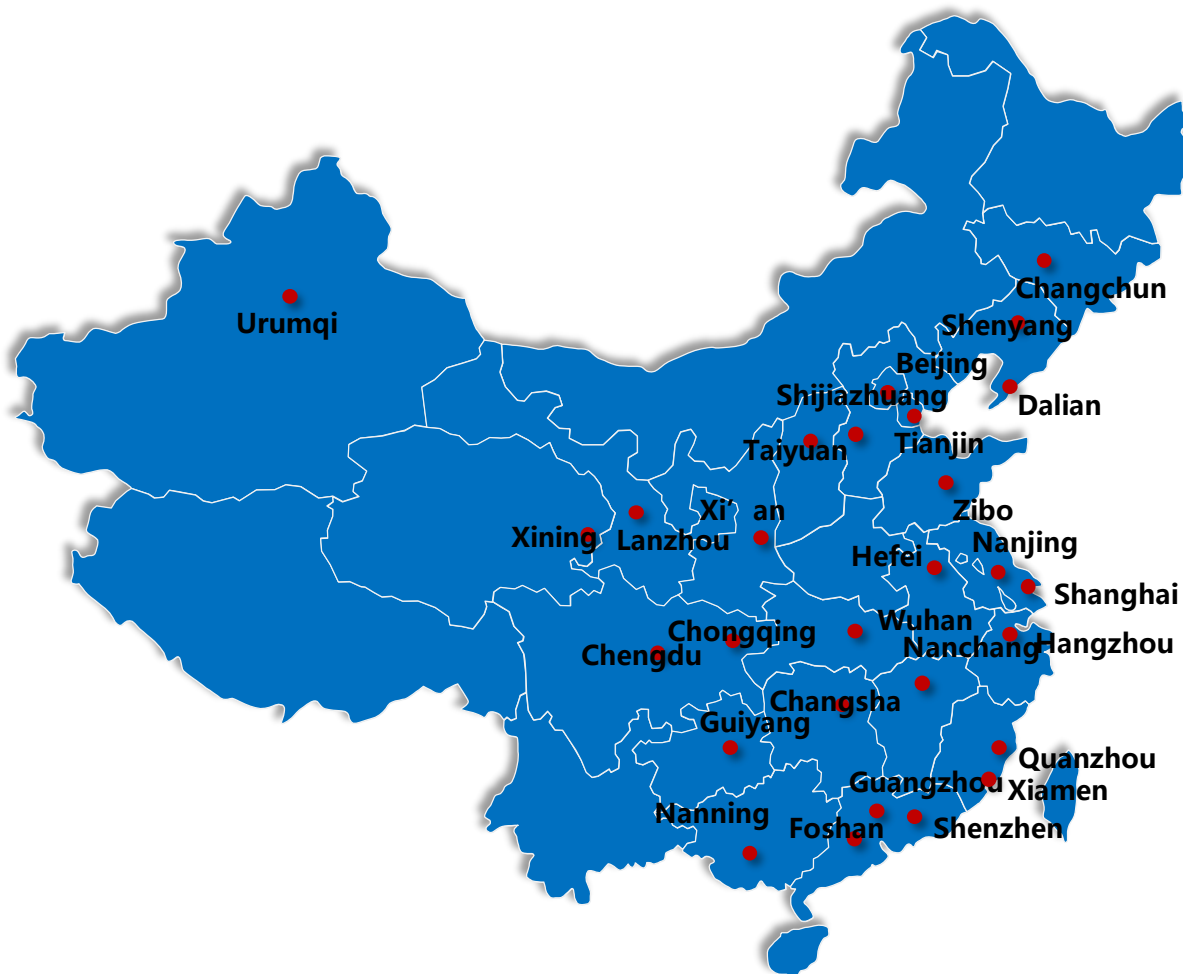 Changchun
Urumqi
Shenyang
Beijing
Shijiazhuang
Dalian
Taiyuan
Tianjin
Xi’ an
Zibo
Xining
Lanzhou
Nanjing
Hefei
Shanghai
Wuhan
Chongqing
Nanchang
Hangzhou
Chengdu
Changsha
Guiyang
Quanzhou
Guangzhou
Xiamen
Nanning
Foshan
Shenzhen